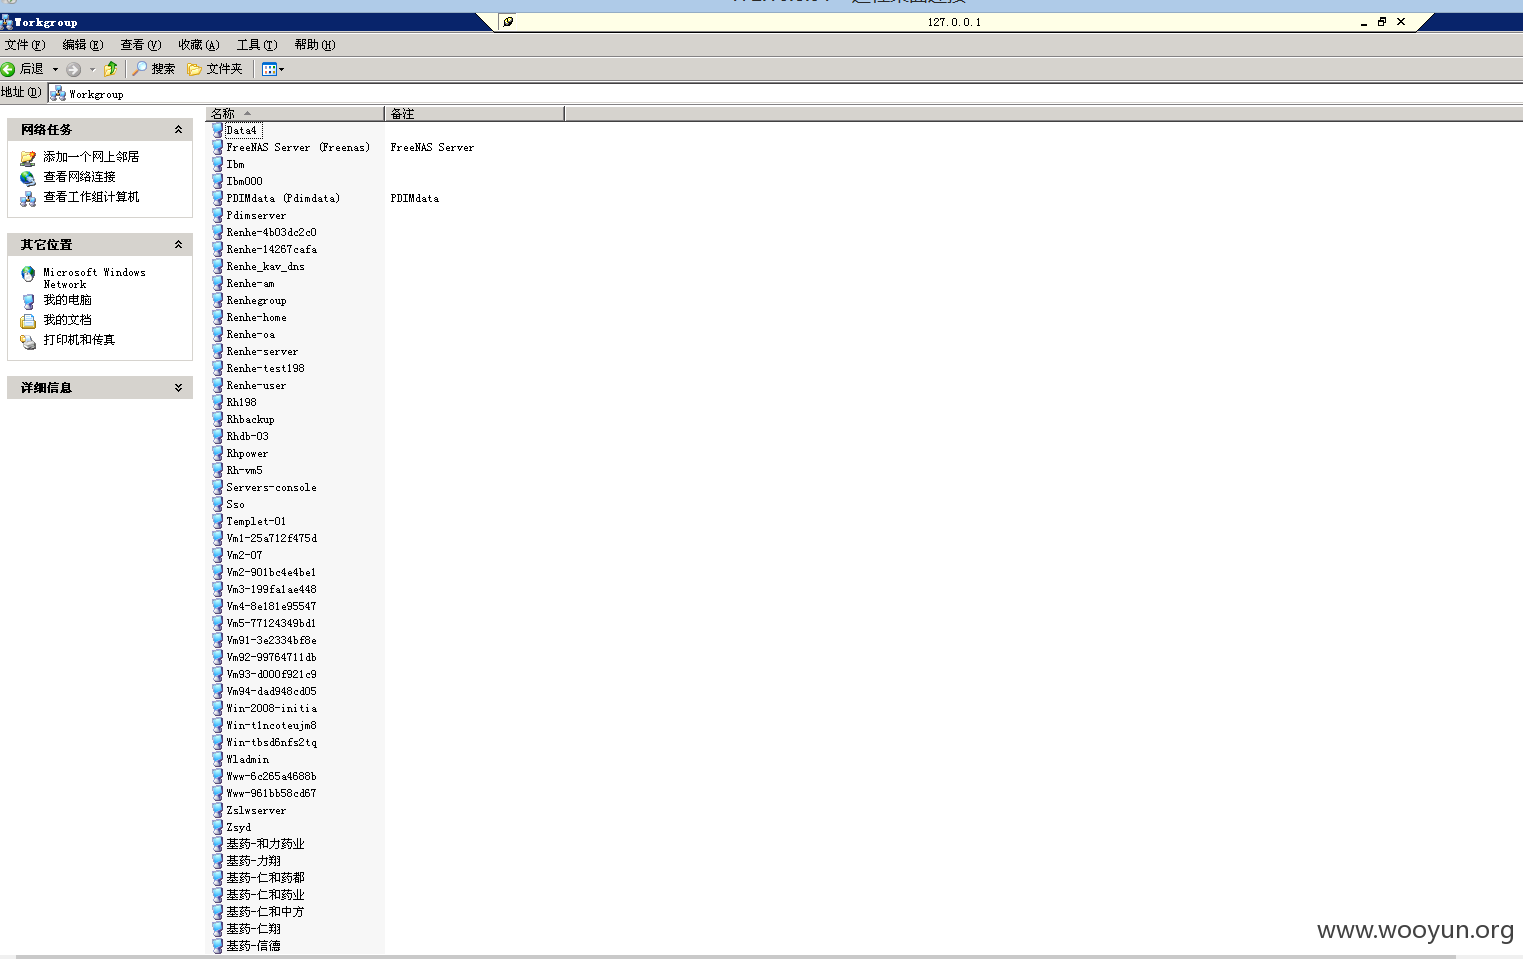 Workgroup
127.0.0.1
文件(F) 编辑(E) 查看(V) 收藏(A) 工具(T) 帮助(H)
后退 搜索 文件夹
地址(D) Workgroup
网络任务
添加一个网上邻居
查看网络连接
查看工作组计算机
其它位置
Microsoft Windows
Network
我的电脑
我的文档
打印机和传真
详细信息
名称 备注
Data4
FreeNAS Server (Freenas) FreeNAS Server
Ibm
Ibm000
PDIMdata (Pdimdata) PDIMdata
Pdimserver
Renhe-4b03dc2c0
Renhe-14267cafa
Renhe_kav_dns
Renhe-am
Renhegroup
Renhe-home
Renhe-oa
Renhe-server
Renhe-test198
Renhe-user
Rh198
Rhbackup
Rhdb-03
Rhpower
Rh-vm5
Servers-console
Sso
Templet-01
Vm1-25a712f475d
Vm2-07
Vm2-901bc4e4be1
Vm3-199fa1ae448
Vm4-8e181e95547
Vm5-77124349bd1
Vm91-3e2334bf8e
Vm92-99764711db
Vm93-d000f921c9
Vm94-dad948cd05
Win-2008-initia
Win-t1ncoteujm8
Win-tbsd6nfs2tq
Wladmin
Www-6c265a4688b
Www-961bb58cd67
Zslwserver
Zsyd
基药-和力药业
基药-力翔
基药-仁和药都
基药-仁和药业
基药-仁和中方
基药-仁翔
基药-信德
www.wooyun.org